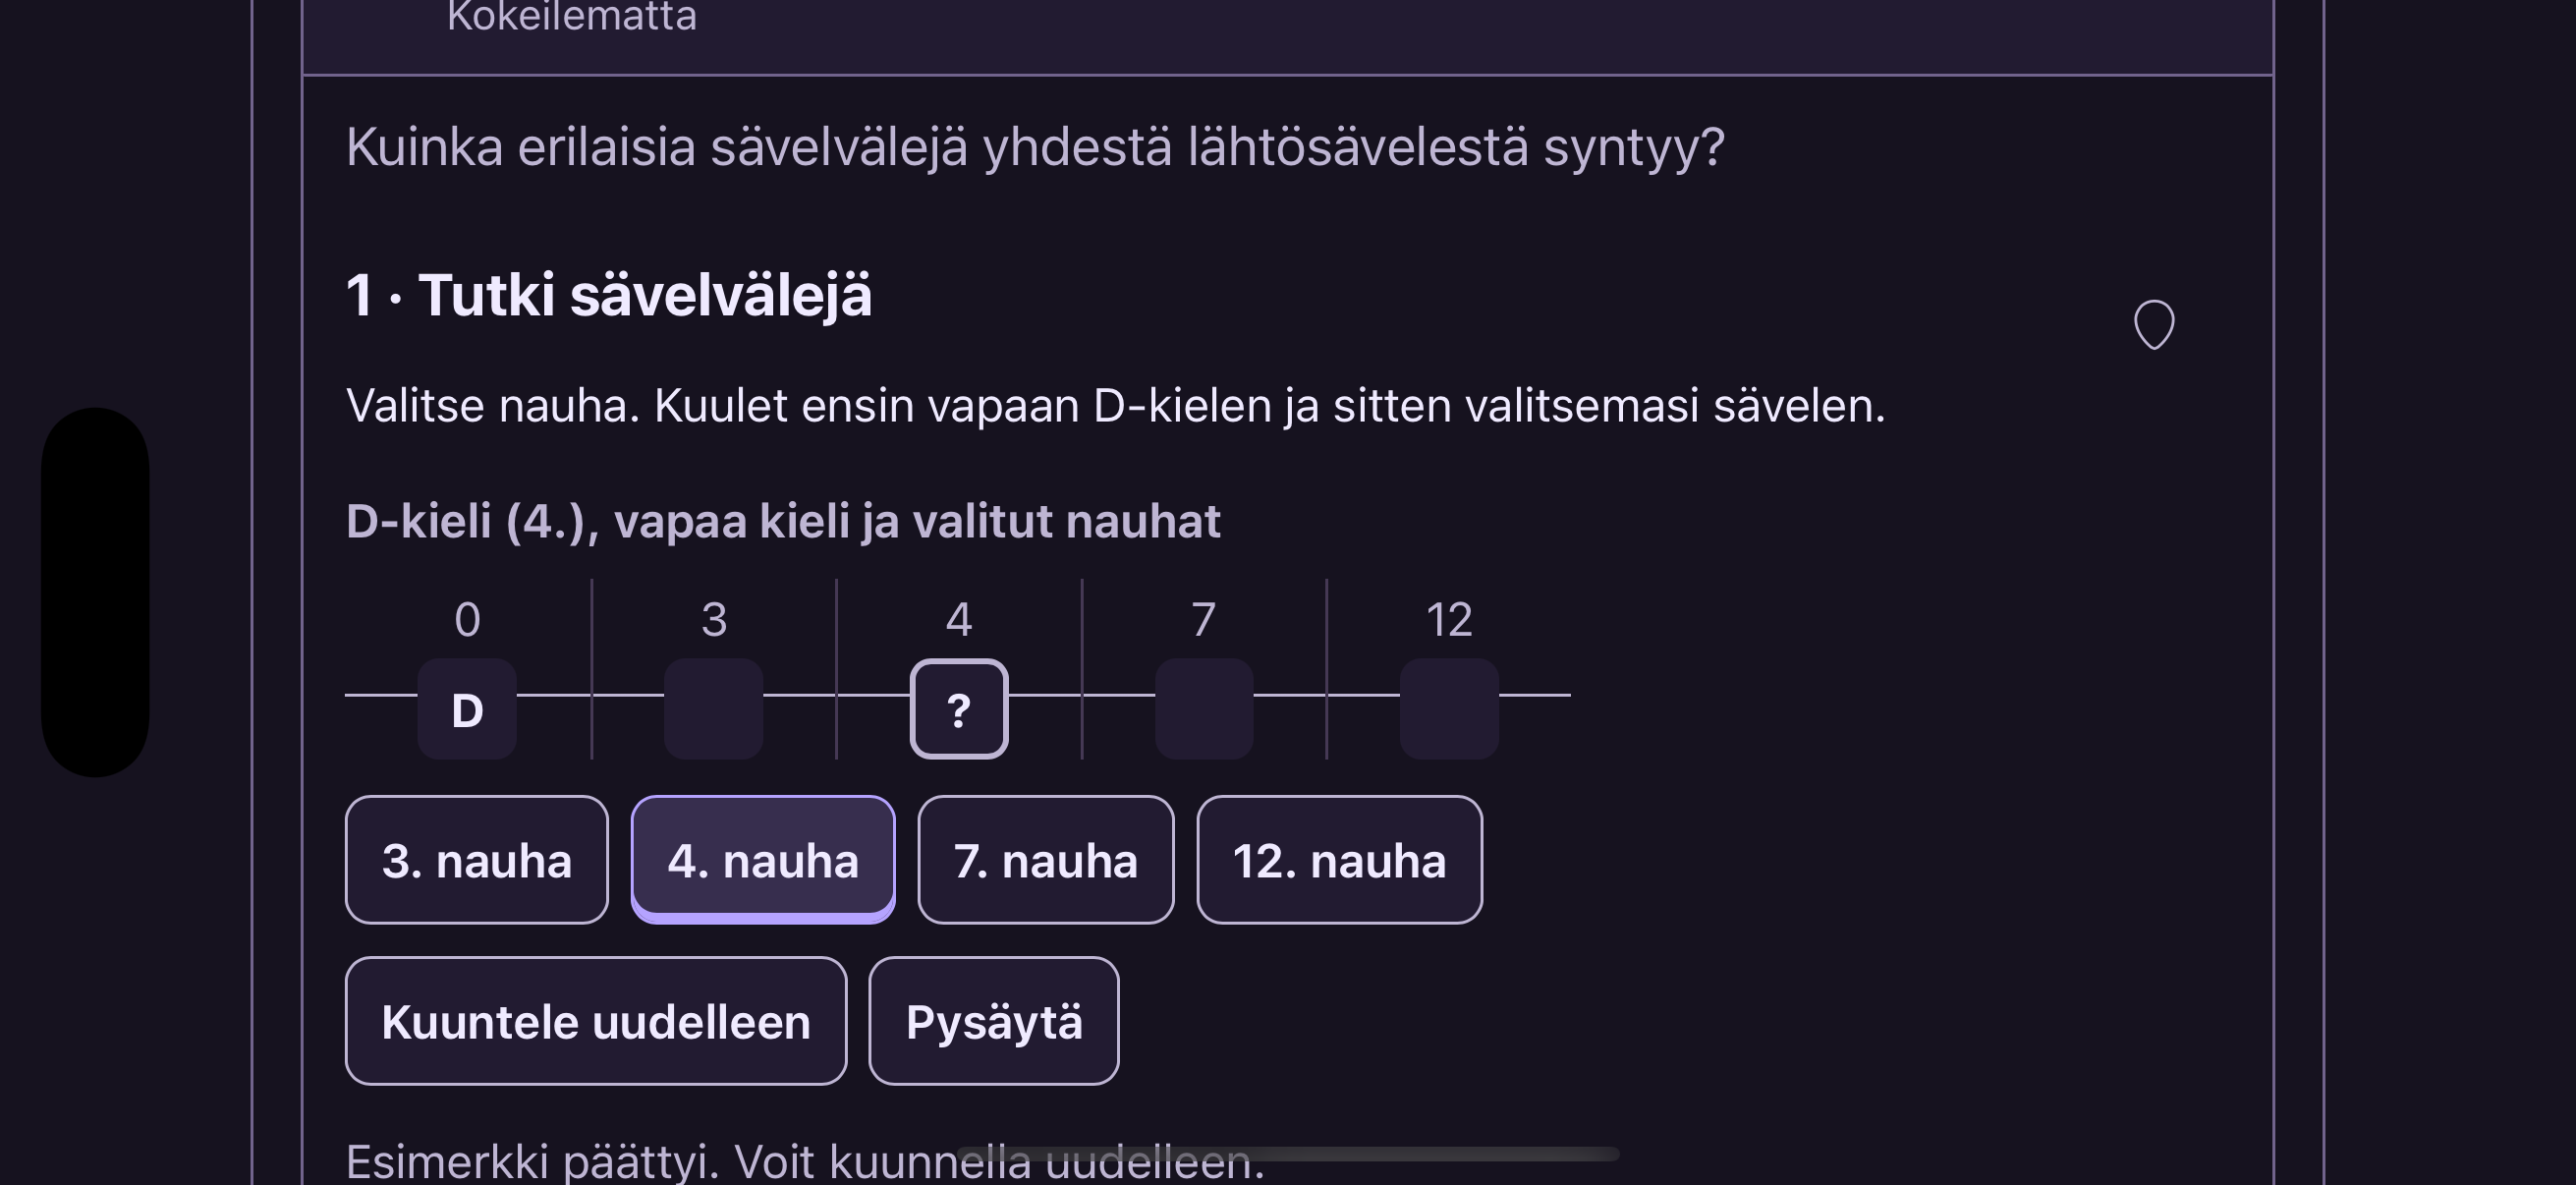 Kokeilematta
Kuinka erilaisia sävelvälejä yhdestä lähtösävelestä syntyy?
1 · Tutki sävelvälejä
Valitse nauha. Kuulet ensin vapaan D-kielen ja sitten valitsemasi sävelen.
D-kieli (4.), vapaa kieli ja valitut nauhat
0 3 4 7 12
D ?
3. nauha 4. nauha 7. nauha 12. nauha
Kuuntele uudelleen Pysäytä
Esimerkki päättyi. Voit kuunnella uudelleen.